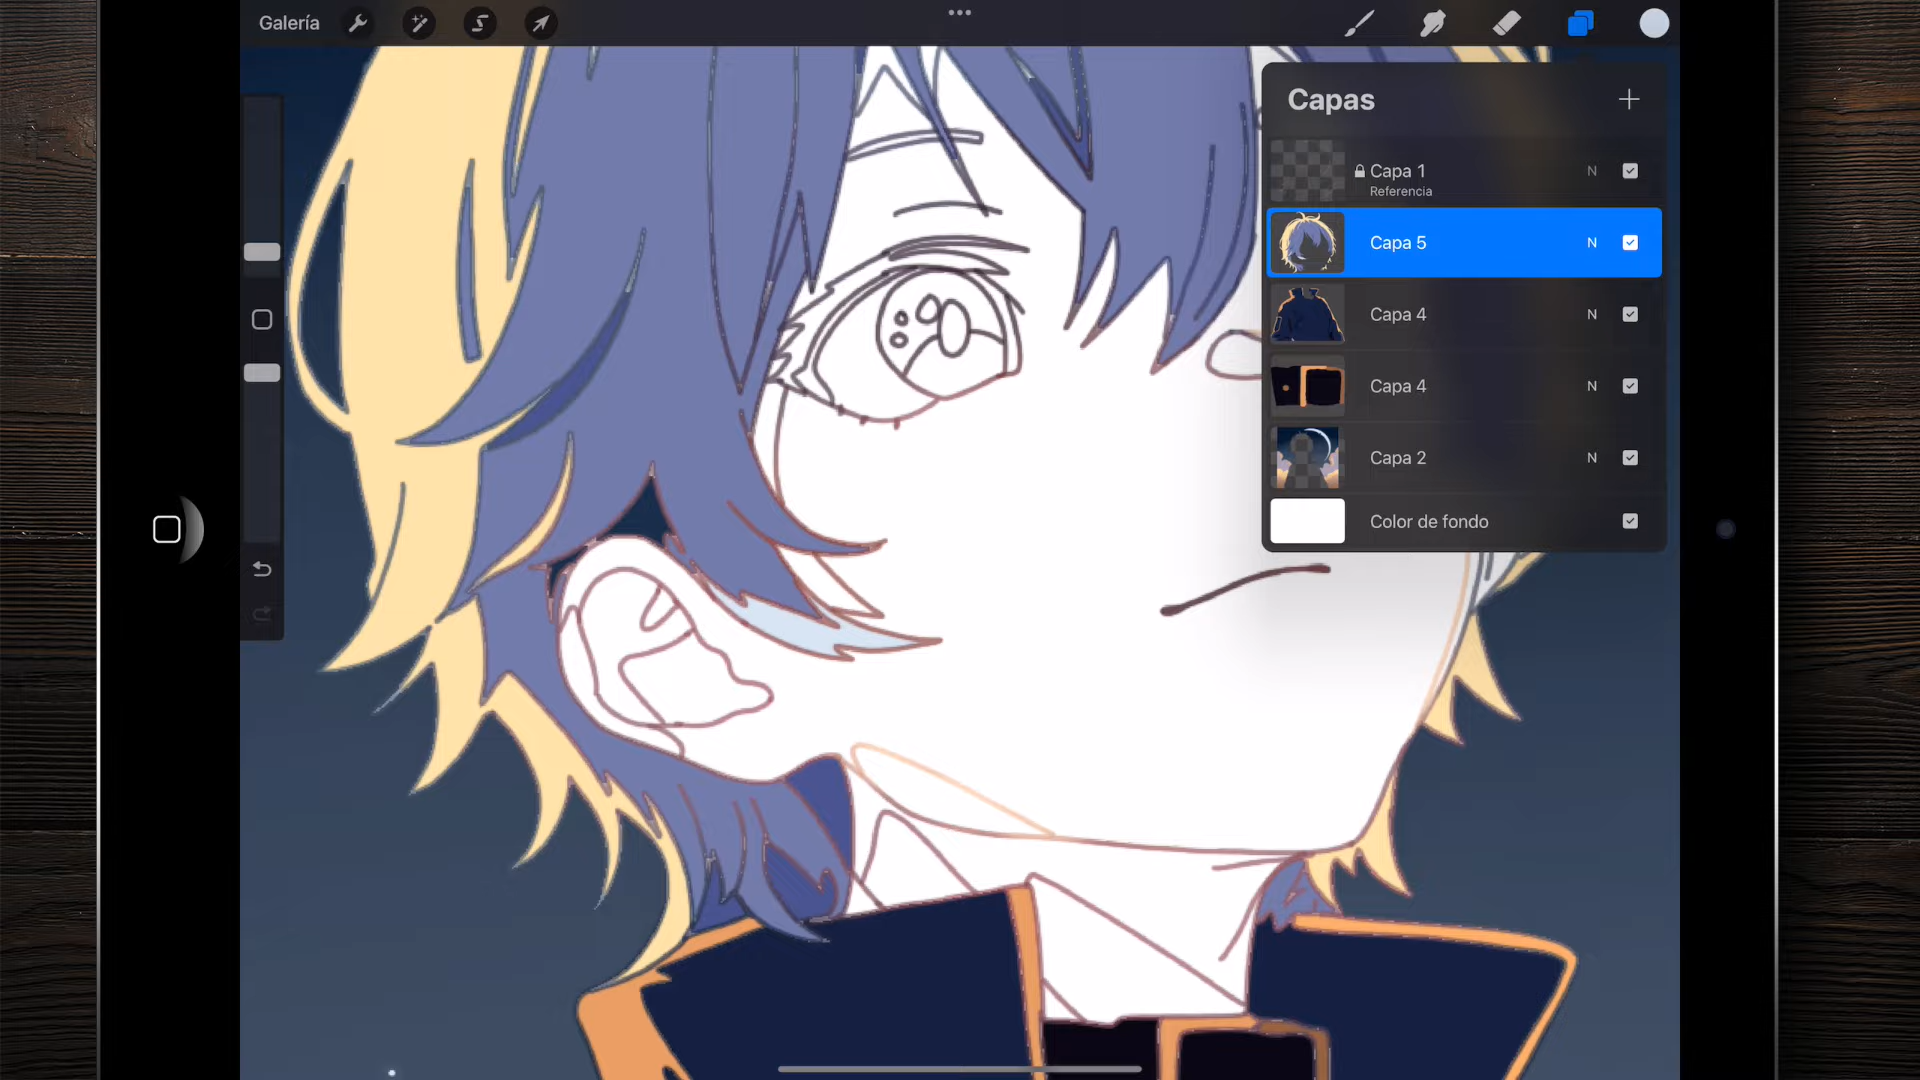 Galería
Capas
Capa 1 N
Referencia
Capa 5 N
Capa 4 N
Capa 4 N
Capa 2 N
Color de fondo